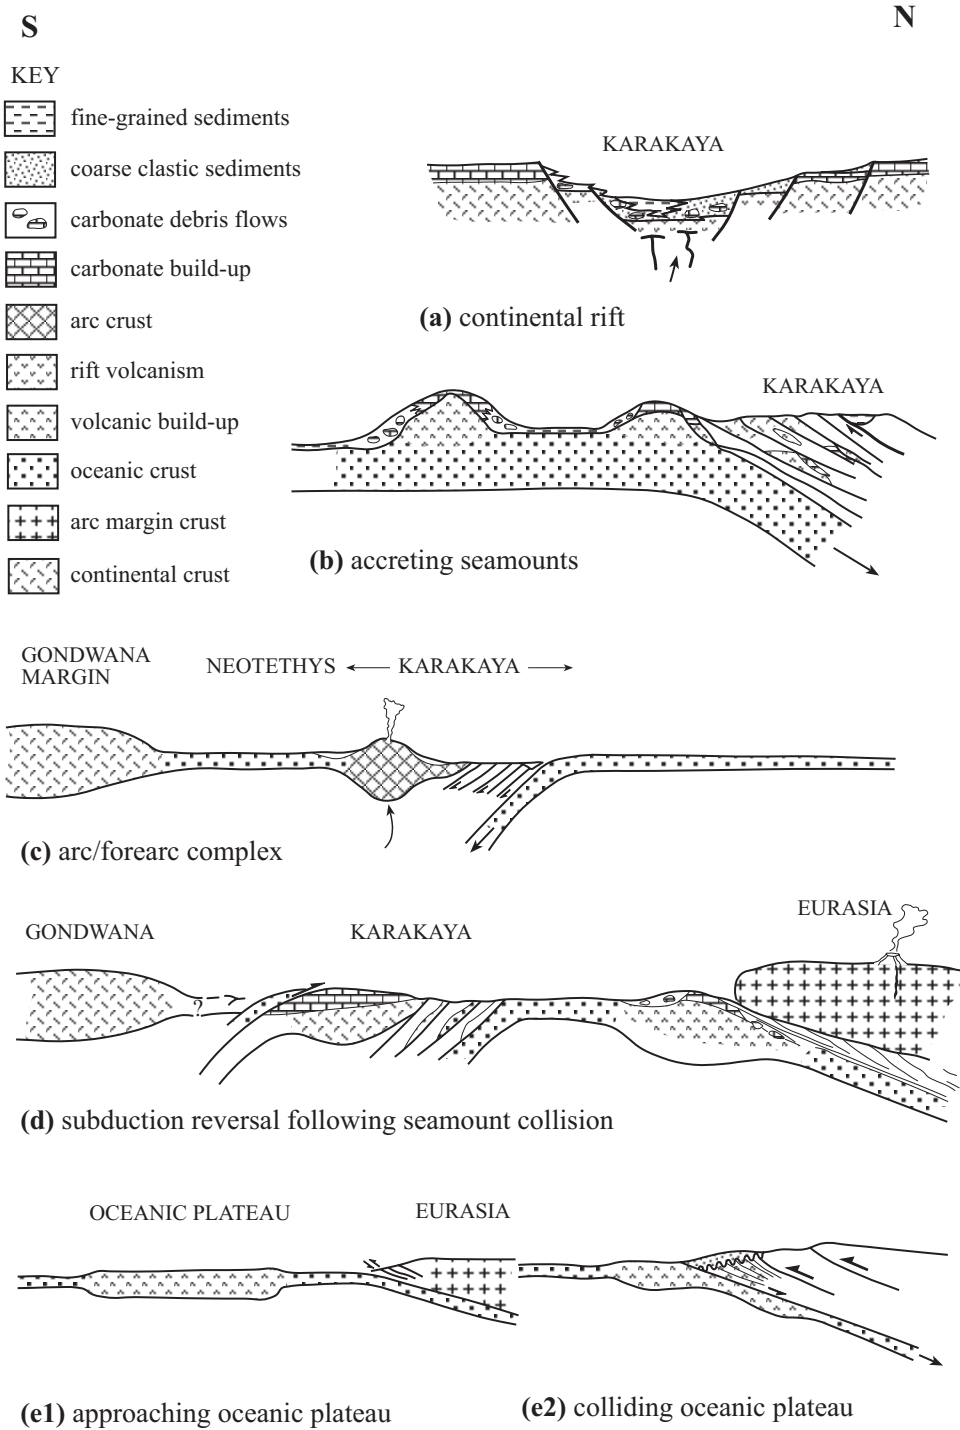 S
N
KEY
fine-grained sediments
coarse clastic sediments
carbonate debris flows
carbonate build-up
arc crust
rift volcanism
volcanic build-up
oceanic crust
arc margin crust
continental crust
KARAKAYA
(a) continental rift
KARAKAYA
(b) accreting seamounts
GONDWANA
MARGIN
NEOTETHYS
KARAKAYA
(c) arc/forearc complex
EURASIA
GONDWANA
KARAKAYA
?
(d) subduction reversal following seamount collision
OCEANIC PLATEAU
EURASIA
(e1) approaching oceanic plateau
(e2) colliding oceanic plateau